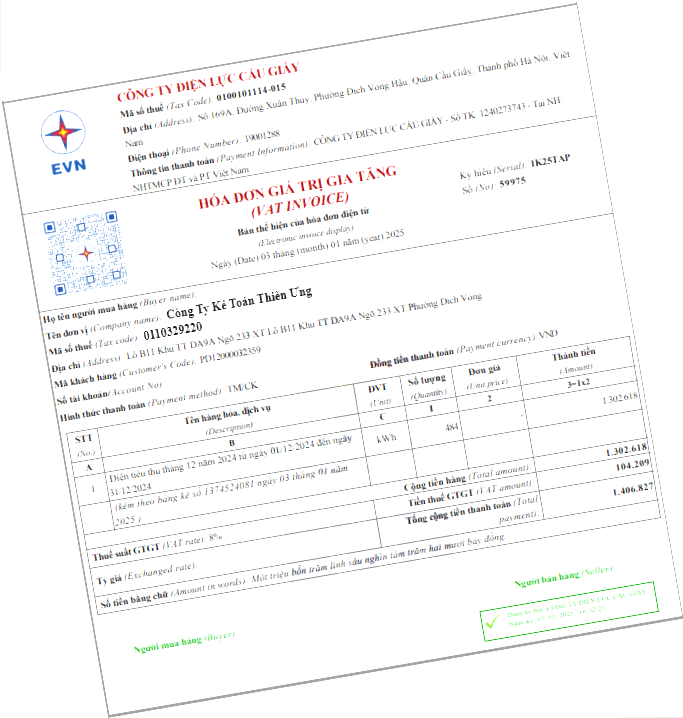 EVN
CÔNG TY ĐIỆN LỰC CẦU GIẤY
Mã số thuế (Tax Code): 0100101114-015
Địa chỉ (Address): Số 169A, Đường Xuân Thuỷ, Phường Dịch Vọng Hậu, Quận Cầu Giấy, Thành phố Hà Nội, Việt
Nam
Điện thoại (Phone Number): 19001288
Thông tin thanh toán (Payment Information): CÔNG TY ĐIỆN LỰC CẦU GIẤY - Số TK: 1240273743 - Tại NH:
NHTMCP ĐT và PT Việt Nam
HÓA ĐƠN GIÁ TRỊ GIA TĂNG
(VAT INVOICE)
Bản thể hiện của hóa đơn điện tử
(Electronic invoice display)
Ngày (Date) 03 tháng (month) 01 năm (year) 2025
Ký hiệu (Serial): 1K25TAP
Số (No): 59975
Họ tên người mua hàng (Buyer name):
Tên đơn vị (Company name): Công Ty Kế Toán Thiên Ưng
Mã số thuế (Tax code): 0110329220
Địa chỉ (Address): Lô B11 Khu TT DA9A Ngõ 233 XT Lô B11 Khu TT DA9A Ngõ 233 XT Phường Dịch Vọng
Mã khách hàng (Customer's Code): PD12000032359
Số tài khoản(Account No):
Hình thức thanh toán (Payment method): TM/CK
Đồng tiền thanh toán (Payment currency): VND
STT (No.) Tên hàng hóa, dịch vụ (Description) ĐVT (Unit) Số lượng (Quantity) Đơn giá (Unit price) Thành tiền (Amount)
A B C 1 2 3=1x2
1 Điện tiêu thụ tháng 12 năm 2024 từ ngày 01/12/2024 đến ngày kWh 484 1.302.618
31/12/2024
(kèm theo bảng kê số 1374524081 ngày 03 tháng 01 năm
2025 )
Cộng tiền hàng (Total amount): 1.302.618
Thuế suất GTGT (VAT rate): 8% Tiền thuế GTGT (VAT amount): 104.209
Tỷ giá (Exchanged rate): Tổng cộng tiền thanh toán (Total payment): 1.406.827
Số tiền bằng chữ (Amount in words): Một triệu bốn trăm linh sáu nghìn tám trăm hai mươi bảy đồng
Người mua hàng (Buyer)
Người bán hàng (Seller)
CÔNG TY ĐIỆN LỰC CẦU GIẤY